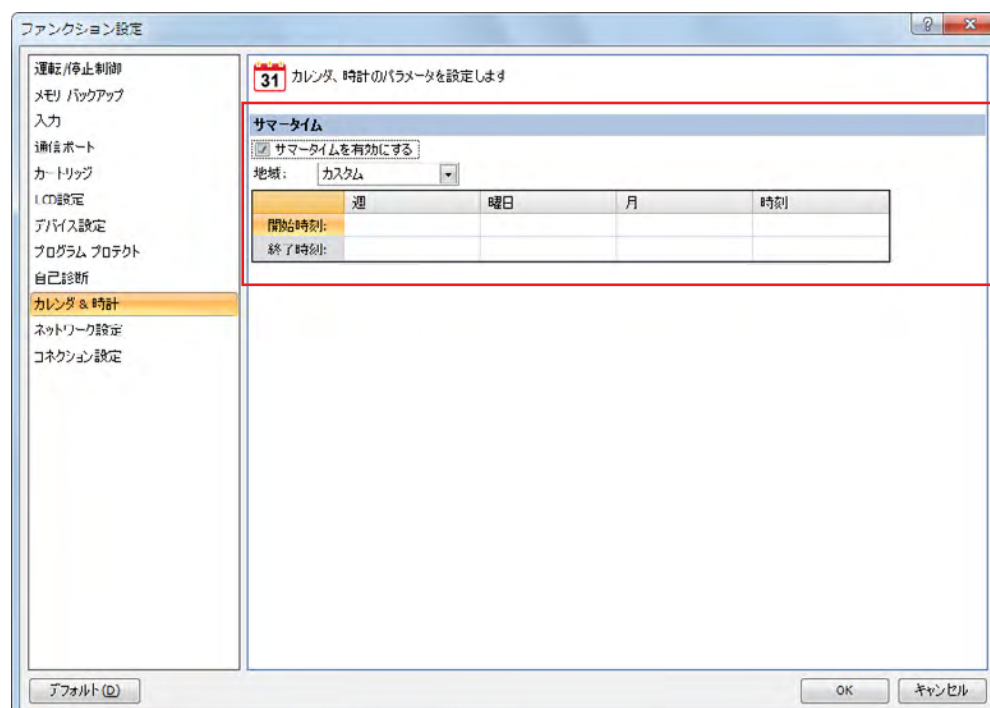 ファンクション設定
運転/停止制御
メモリ バックアップ
入力
通信ポート
カートリッジ
LCD設定
デバイス設定
プログラム プロテクト
自己診断
カレンダ & 時計
ネットワーク設定
コネクション設定
31 カレンダ、時計のパラメータを設定します
サマータイム
サマータイムを有効にする
地域: カスタム
週 曜日 月 時刻
開始時刻:
終了時刻:
デフォルト(D) OK キャンセル